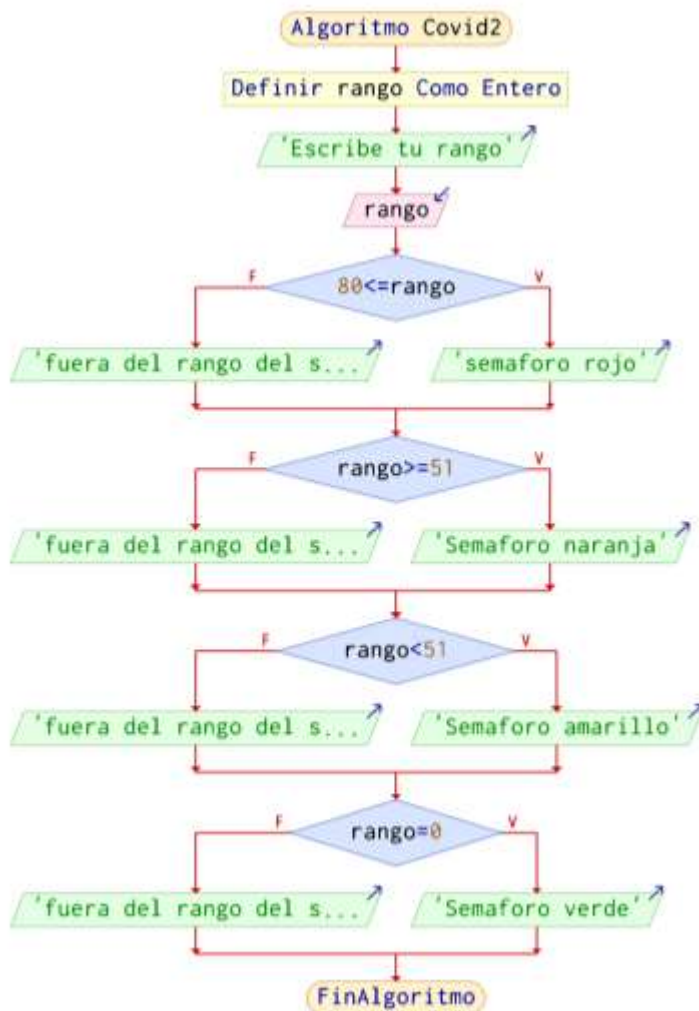 Algoritmo Covid2
Definir rango Como Entero
'Escribe tu rango'
rango
F
80<=rango
V
'fuera del rango del s...
'semaforo rojo'
F
rango>=51
V
'fuera del rango del s...
'Semaforo naranja'
F
rango<51
V
'fuera del rango del s...
'Semaforo amarillo'
F
rango=0
V
'fuera del rango del s...
'Semaforo verde'
FinAlgoritmo